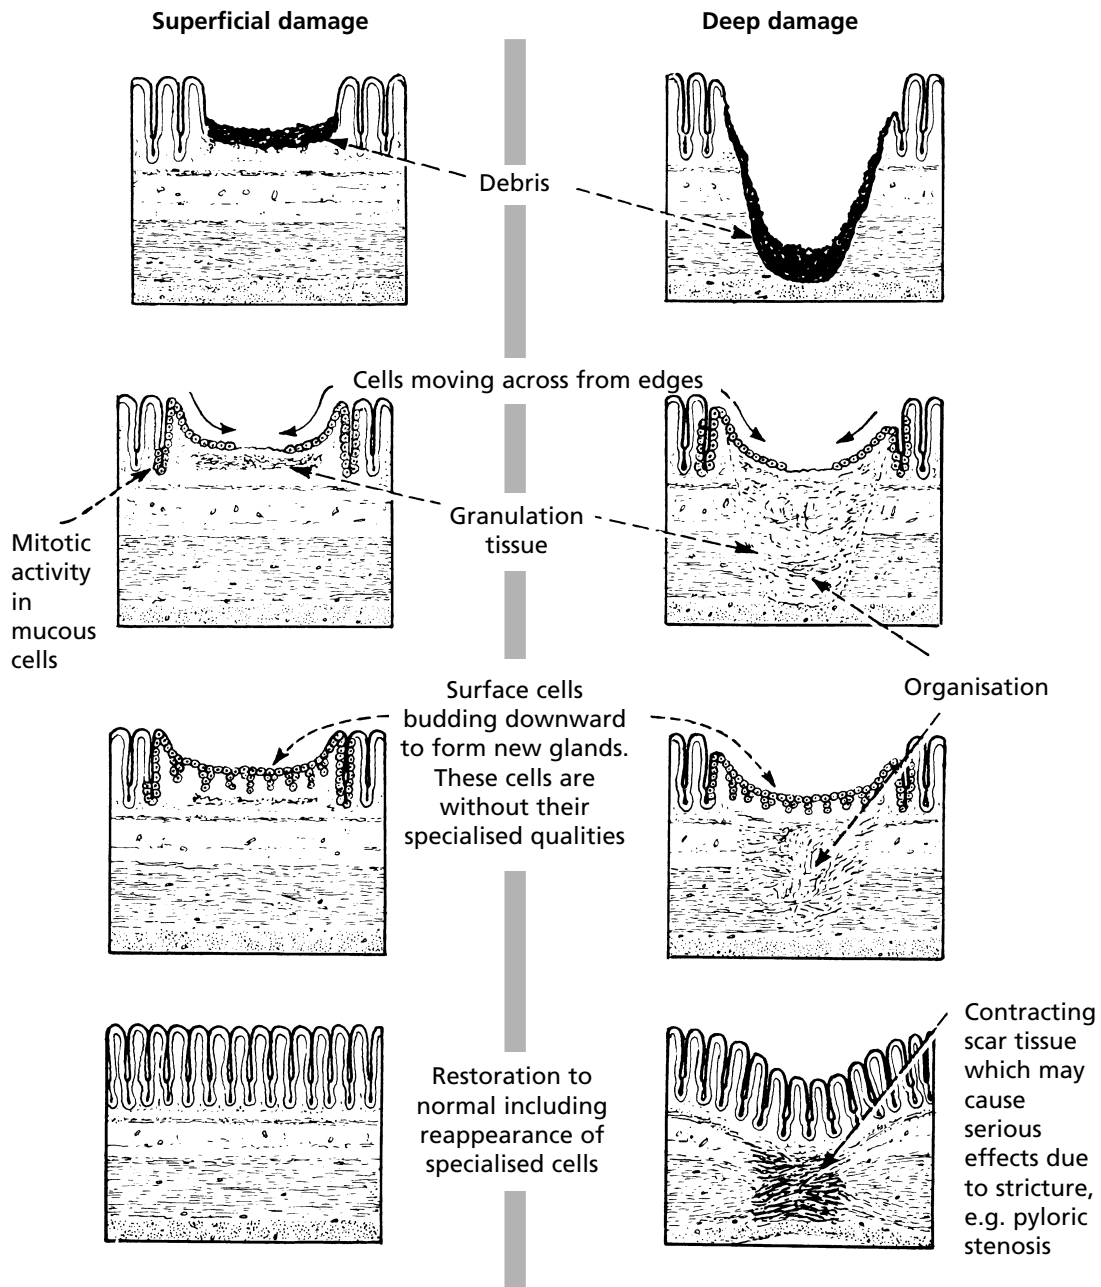 Superficial damage
Deep damage
Debris
Cells moving across from edges
Granulation
tissue
Mitotic
activity
in
mucous
cells
Organisation
Surface cells
budding downward
to form new glands.
These cells are
without their
specialised qualities
Restoration to
normal including
reappearance of
specialised cells
Contracting
scar tissue
which may
cause
serious
effects due
to stricture,
e.g. pyloric
stenosis